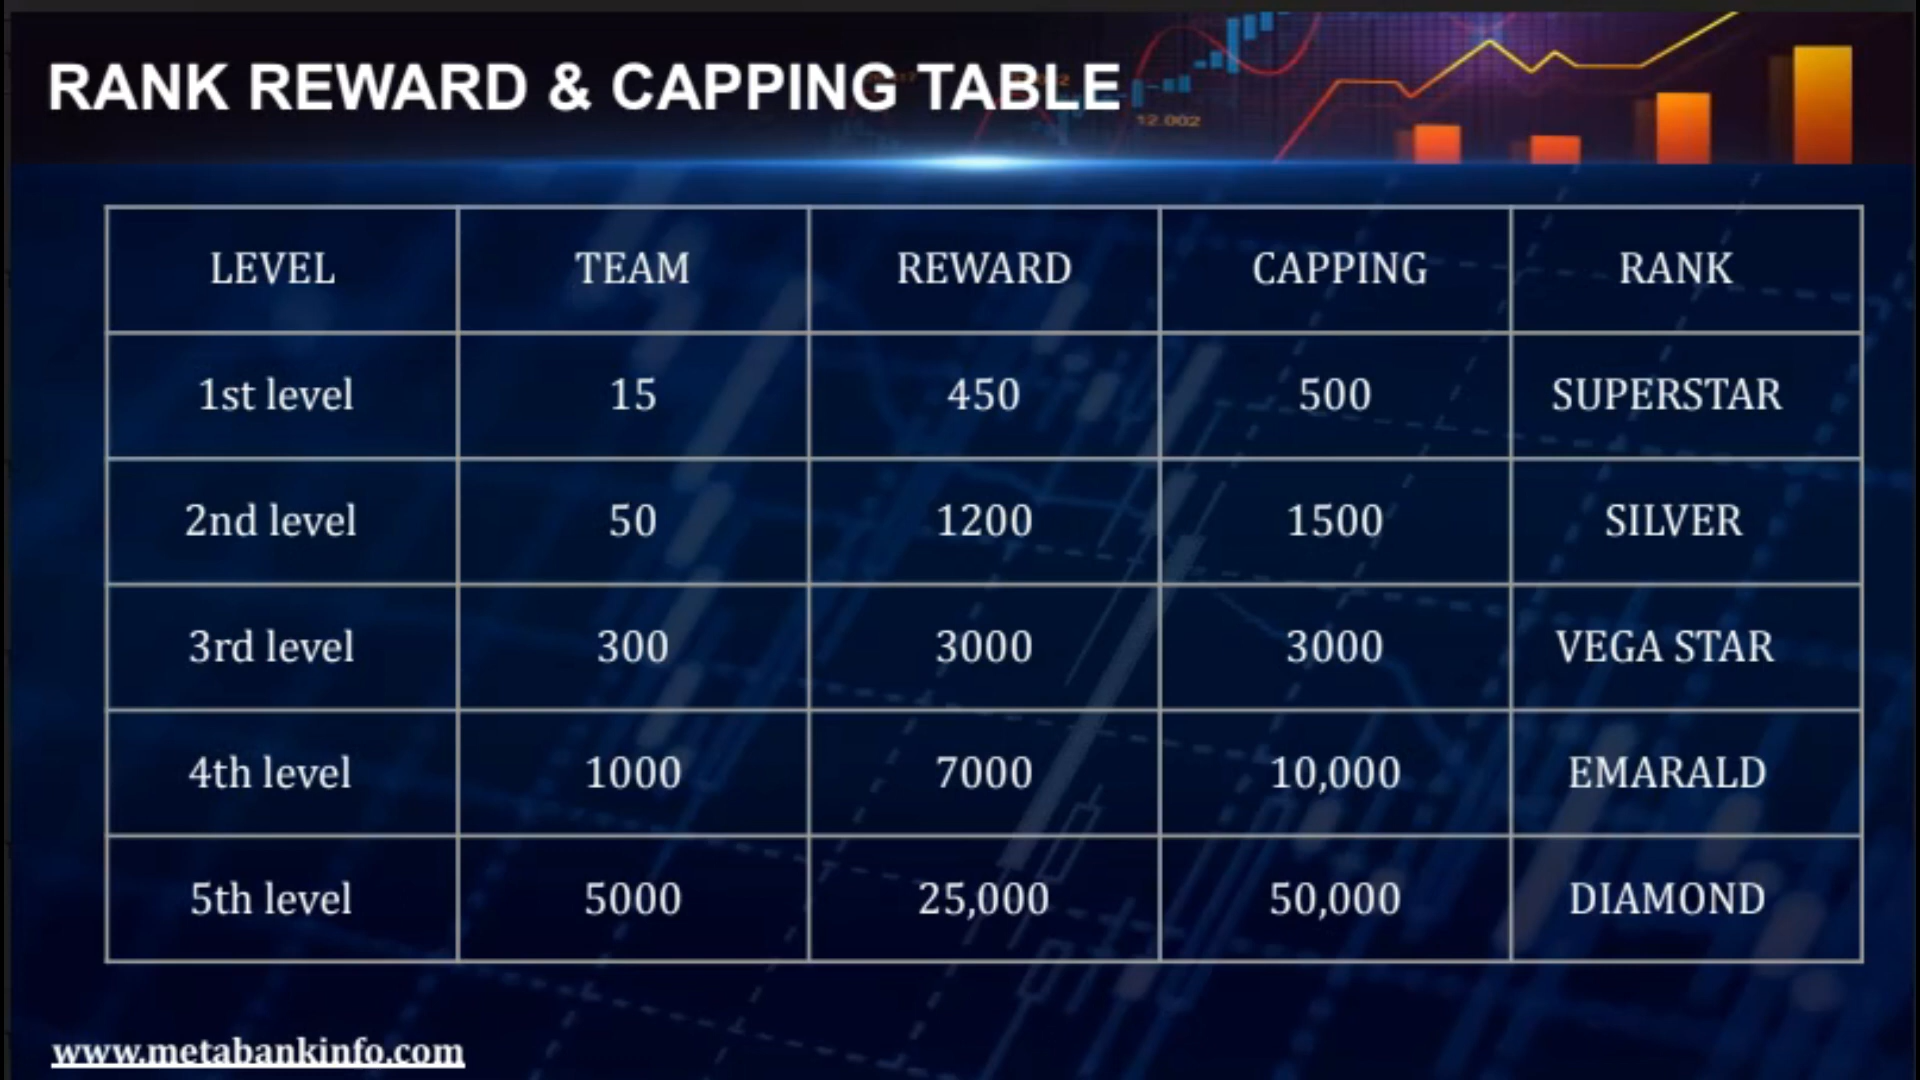 RANK REWARD & CAPPING TABLE
12.002
LEVEL TEAM REWARD CAPPING RANK
1st level 15 450 500 SUPERSTAR
2nd level 50 1200 1500 SILVER
3rd level 300 3000 3000 VEGA STAR
4th level 1000 7000 10,000 EMARALD
5th level 5000 25,000 50,000 DIAMOND
www.metabankinfo.com